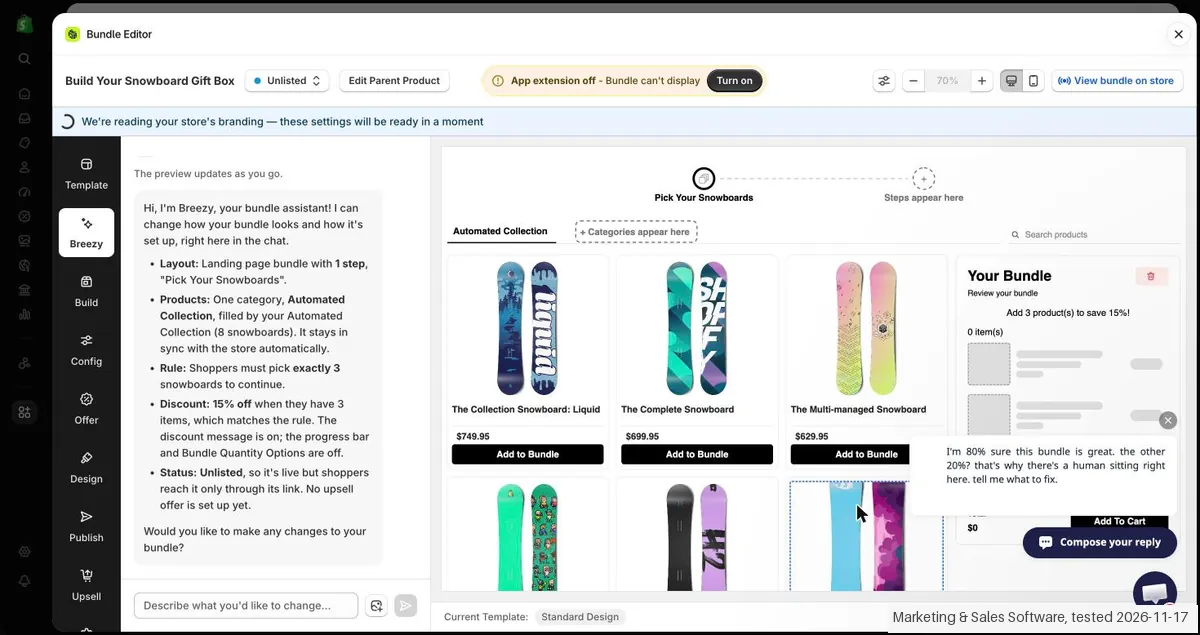 Bundle Editor
Build Your Snowboard Gift Box
Unlisted
Edit Parent Product
App extension off - Bundle can't display
Turn on
70%
View bundle on store
We're reading your store's branding — these settings will be ready in a moment
Template
Breezy
Build
Config
Offer
Design
Publish
Upsell
The preview updates as you go.
Hi, I'm Breezy, your bundle assistant! I can
change how your bundle looks and how it's
set up, right here in the chat.
• Layout: Landing page bundle with 1 step,
"Pick Your Snowboards".
• Products: One category, Automated
Collection, filled by your Automated
Collection (8 snowboards). It stays in
sync with the store automatically.
• Rule: Shoppers must pick exactly 3
snowboards to continue.
• Discount: 15% off when they have 3
items, which matches the rule. The
discount message is on; the progress bar
and Bundle Quantity Options are off.
• Status: Unlisted, so it's live but shoppers
reach it only through its link. No upsell
offer is set up yet.
Would you like to make any changes to your
bundle?
Describe what you'd like to change...
Pick Your Snowboards
Steps appear here
Automated Collection
+ Categories appear here
Search products
liquid
The Collection Snowboard: Liquid
$749.95
Add to Bundle
The Complete Snowboard
$699.95
Add to Bundle
The Multi-managed Snowboard
$629.95
Add to Bundle
Your Bundle
Review your bundle
Add 3 product(s) to save 15%!
0 item(s)
I'm 80% sure this bundle is great. the other
20%? that's why there's a human sitting right
here. tell me what to fix.
$0
Add To Cart
Compose your reply
Current Template:
Standard Design
Marketing & Sales Software, tested 2026-11-17